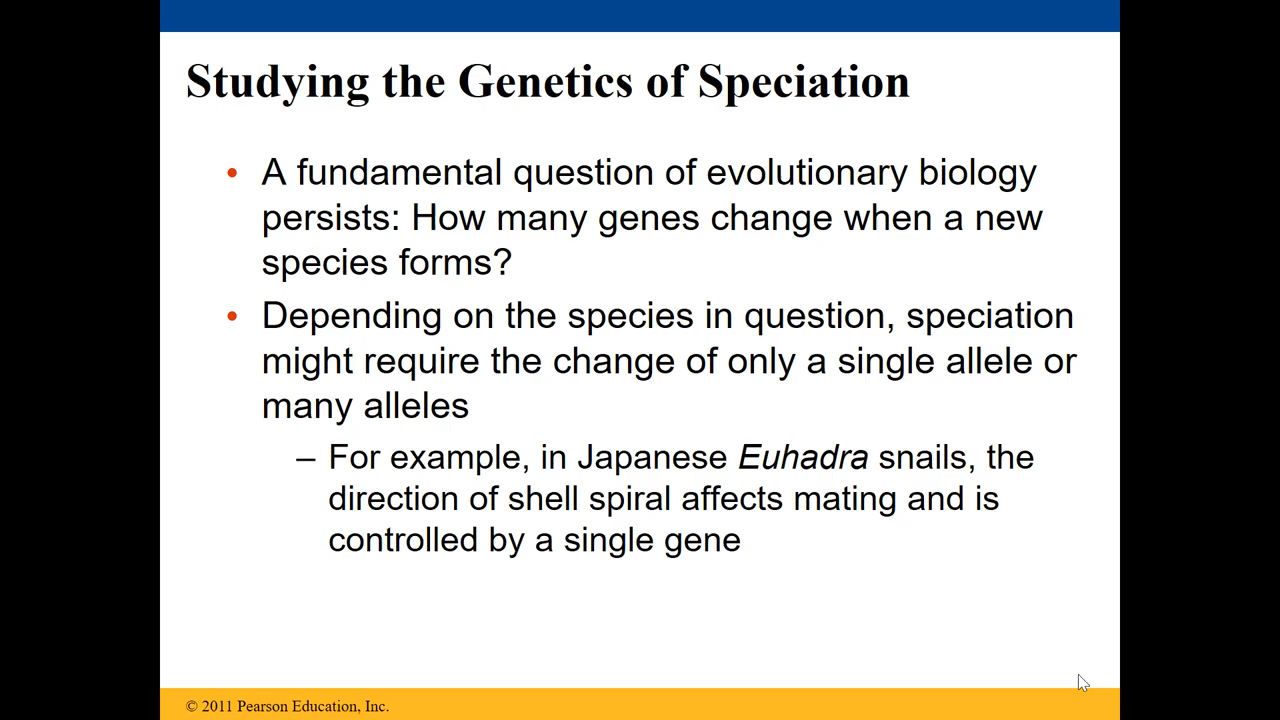 Studying the Genetics of Speciation
• A fundamental question of evolutionary biology
persists: How many genes change when a new
species forms?
• Depending on the species in question, speciation
might require the change of only a single allele or
many alleles
– For example, in Japanese Euhadra snails, the
direction of shell spiral affects mating and is
controlled by a single gene
© 2011 Pearson Education, Inc.